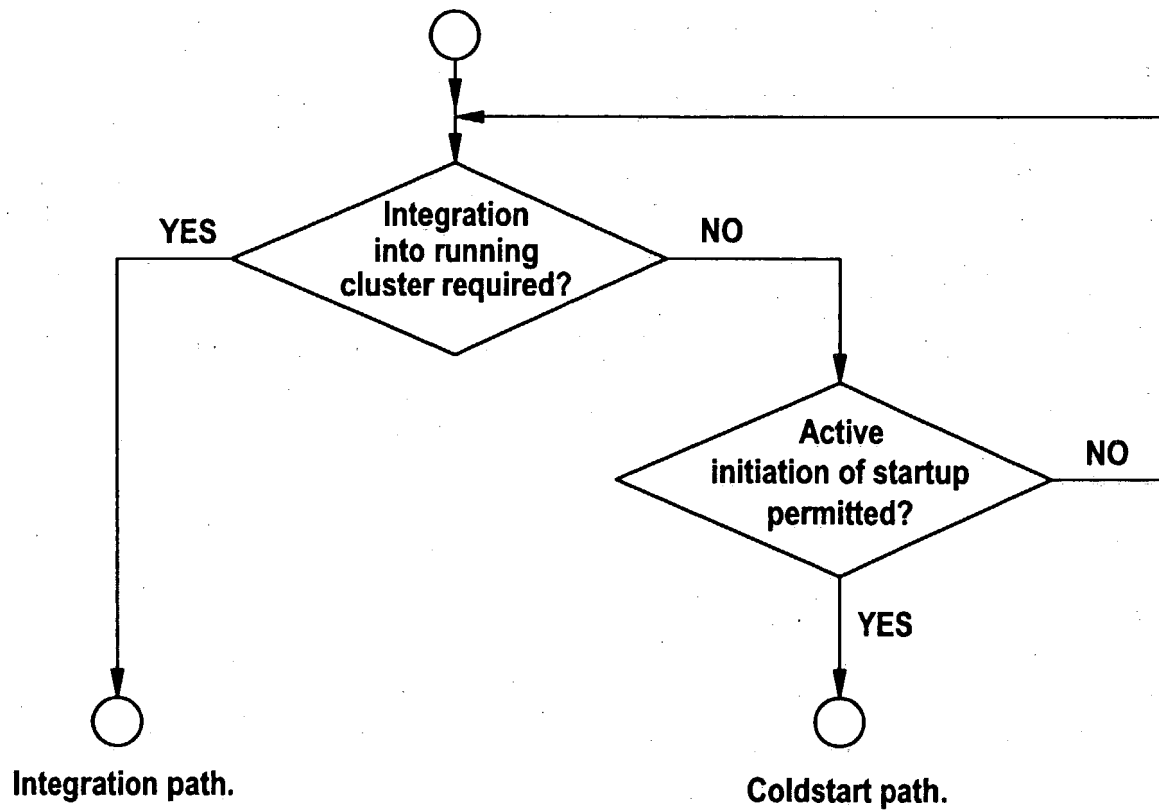 YES
Integration
into running
cluster required?
NO
Active
initiation of startup
permitted?
NO
YES
Integration path.
Coldstart path.